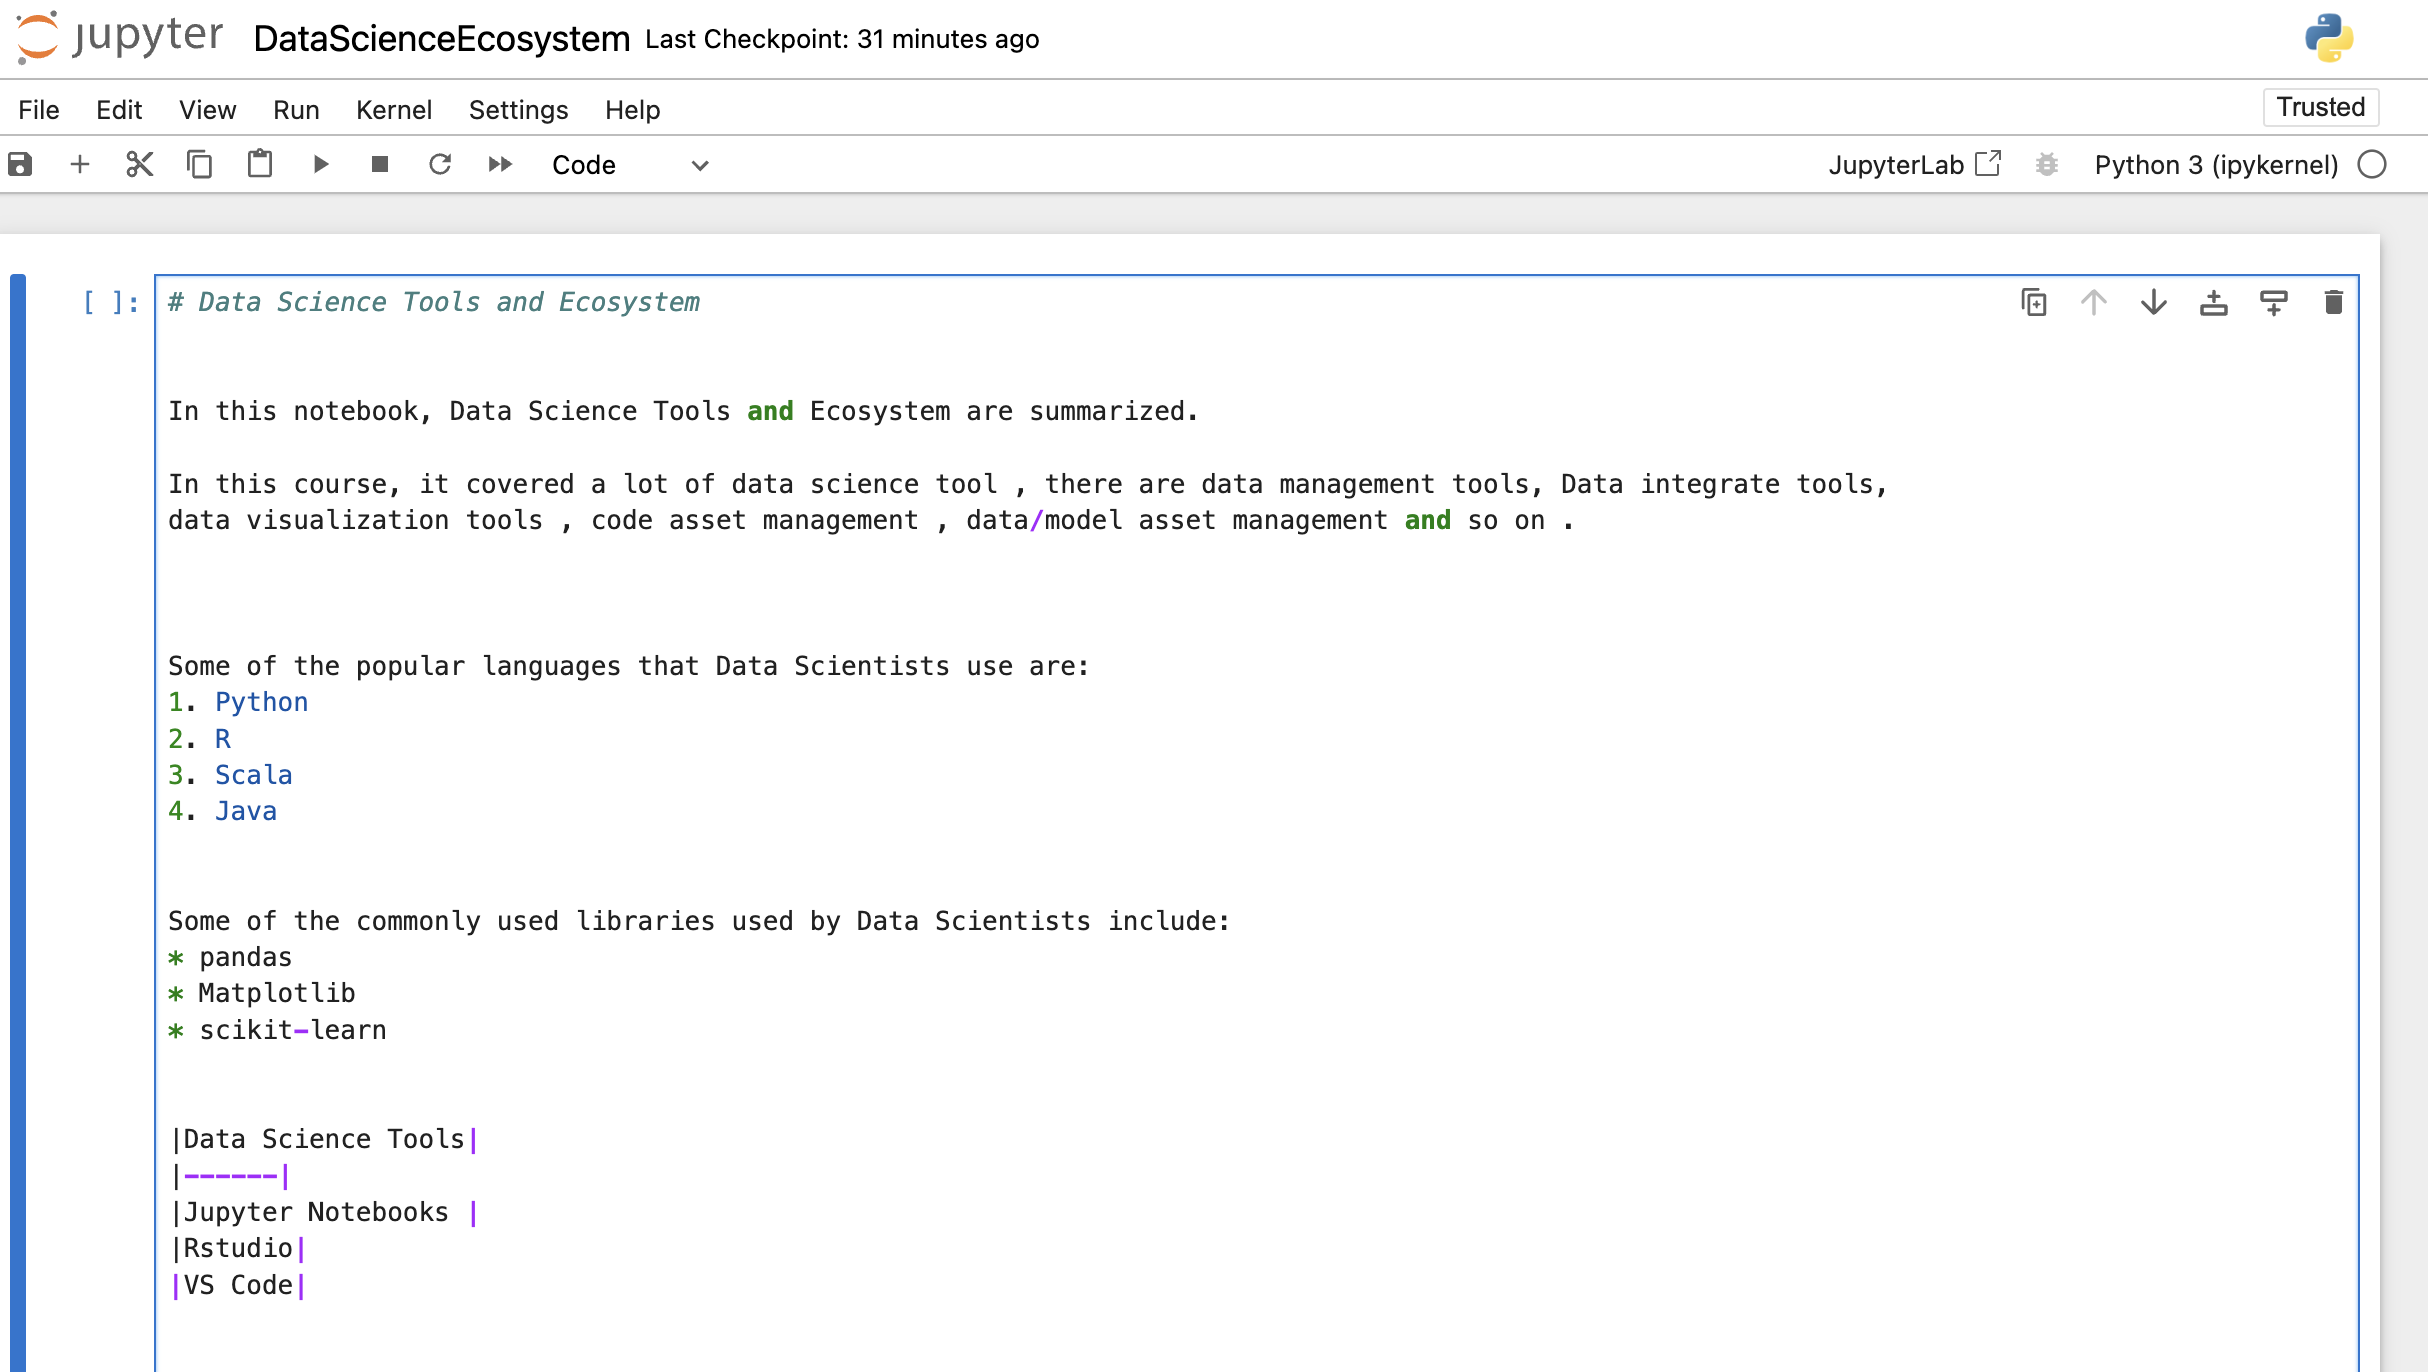 jupyter DataScienceEcosystem Last Checkpoint: 31 minutes ago
File Edit View Run Kernel Settings Help Trusted
Code JupyterLab Python 3 (ipykernel)
[ ]: # Data Science Tools and Ecosystem
In this notebook, Data Science Tools and Ecosystem are summarized.
In this course, it covered a lot of data science tool , there are data management tools, Data integrate tools,
data visualization tools , code asset management , data/model asset management and so on .
Some of the popular languages that Data Scientists use are:
1. Python
2. R
3. Scala
4. Java
Some of the commonly used libraries used by Data Scientists include:
* pandas
* Matplotlib
* scikit-learn
|Data Science Tools|
|------|
|Jupyter Notebooks |
|Rstudio|
|VS Code|